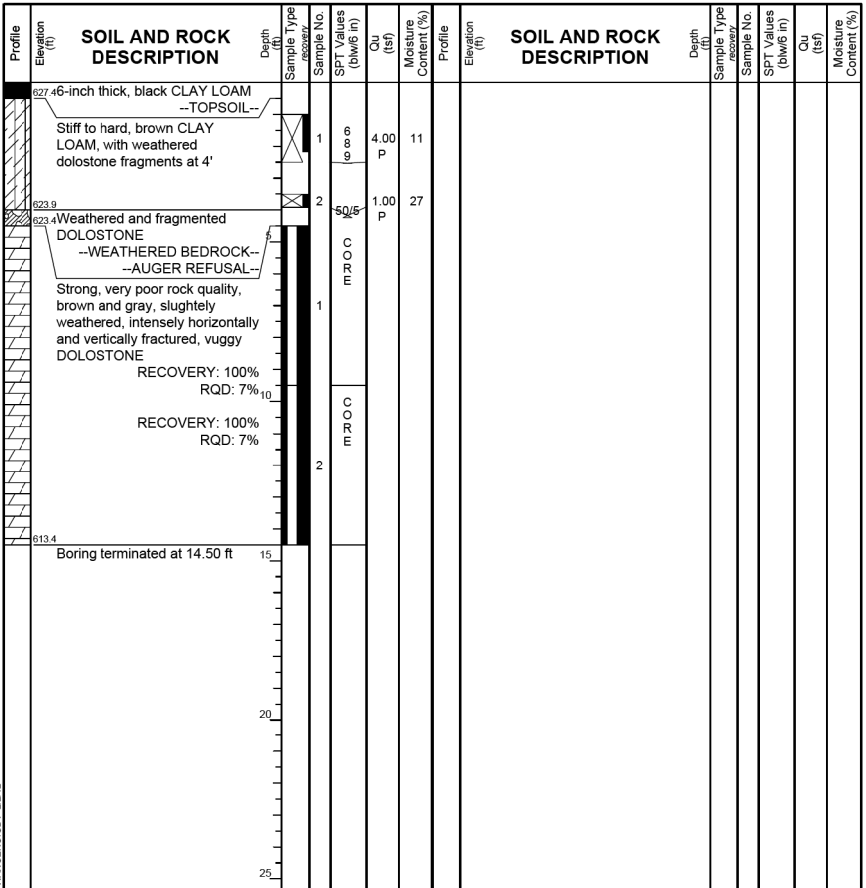 Profile
Elevation
(ft)
SOIL AND ROCK
DESCRIPTION
Depth
(ft)
Sample Type
recovery
Sample No.
SPT Values
(blw/6 in)
Qu
(tsf)
Moisture
Content (%)
Profile
Elevation
(ft)
SOIL AND ROCK
DESCRIPTION
Depth
(ft)
Sample Type
recovery
Sample No.
SPT Values
(blw/6 in)
Qu
(tsf)
Moisture
Content (%)
627.4 6-inch thick, black CLAY LOAM
--TOPSOIL--
Stiff to hard, brown CLAY
LOAM, with weathered
dolostone fragments at 4'
1
6
8
9
4.00
P
11
2
50/5
1.00
P
27
623.9
623.4 Weathered and fragmented
DOLOSTONE
5
--WEATHERED BEDROCK--
--AUGER REFUSAL--
Strong, very poor rock quality,
brown and gray, slughtely
weathered, intensely horizontally
and vertically fractured, vuggy
DOLOSTONE
RECOVERY: 100%
RQD: 7%
1
C
O
R
E
10
RECOVERY: 100%
RQD: 7%
2
C
O
R
E
613.4
Boring terminated at 14.50 ft
15
20
25